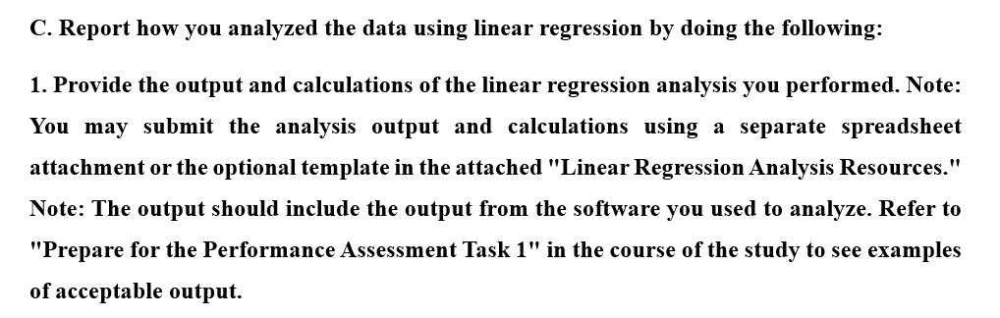 C. Report how you analyzed the data using linear regression by doing the following:
1. Provide the output and calculations of the linear regression analysis you performed. Note:
You may submit the analysis output and calculations using a separate spreadsheet
attachment or the optional template in the attached "Linear Regression Analysis Resources."
Note: The output should include the output from the software you used to analyze. Refer to
"Prepare for the Performance Assessment Task 1" in the course of the study to see examples
of acceptable output.